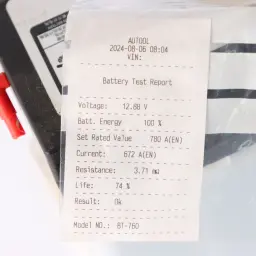 AUTOOL
2024-08-06 08:04
VIN:
Battery Test Report
Voltage: 12.88 V
Batt. Energy 100 %
Set Rated Value 780 A(EN)
Current: 672 A(EN)
Resistance: 3.71 mω
Life: 74 %
Result: Ok
Model NO.: BT-760